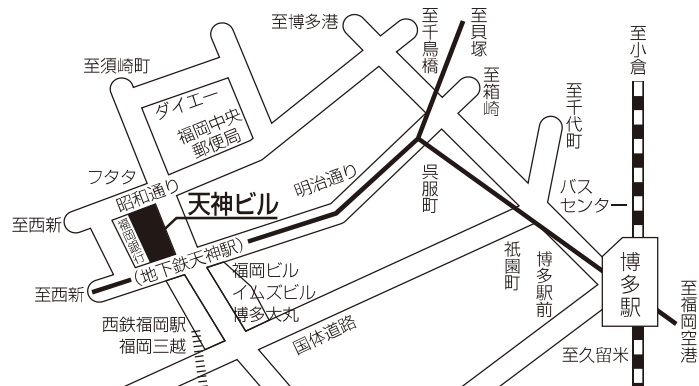 至博多港
至千鳥橋
至貝塚
至小倉
至須崎町
至箱崎
至千代町
ダイエー
福岡中央
郵便局
フタタ
昭和通り
明治通り
呉服町
バス
センター
天神ビル
至西新
福岡銀行
(地下鉄天神駅)
至西新
福岡ビル
イムズビル
博多大丸
祇園町
博多駅前
博多駅
至福岡空港
西鉄福岡駅
福岡三越
国体道路
至久留米